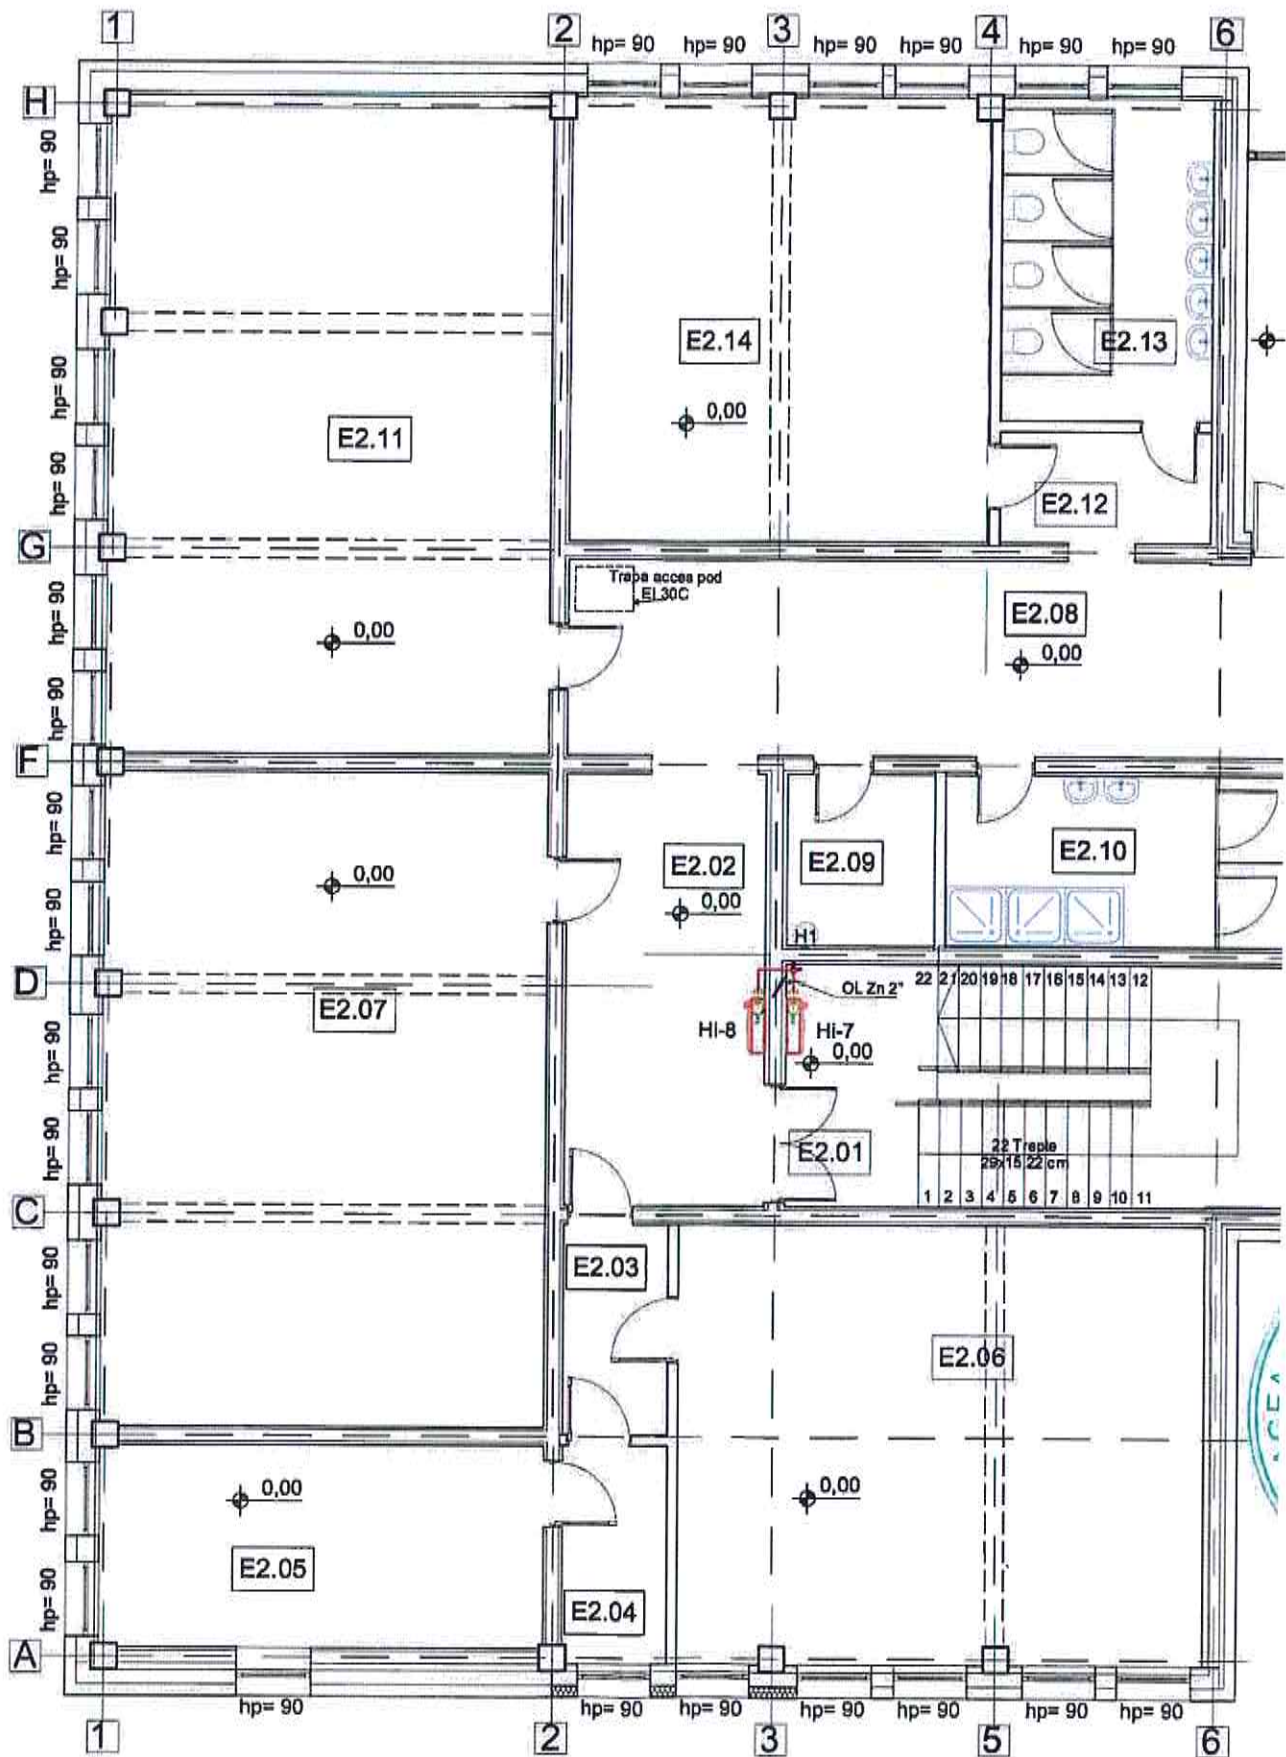 1 2 3 4 6
hp= 90 hp= 90 hp= 90 hp= 90 hp= 90 hp= 90
H
hp= 90
hp= 90
E2.14
E2.13
hp= 90
0,00
E2.11
hp= 90
E2.12
G
Trapa acces pod
EI 30C
hp= 90
0,00
E2.08
0,00
hp= 90
F
hp= 90
E2.02
E2.09
E2.10
0,00
0,00
hp= 90
H1
D
22 21 20 19 18 17 16 15 14 13 12
OL Zn 2"
E2.07
Hi-8
Hi-7
0,00
hp= 90
hp= 90
E2.01
22 Trepte
29x15,22 cm
1 2 3 4 5 6 7 8 9 10 11
C
hp= 90
E2.03
E2.06
hp= 90
B
hp= 90
0,00
0,00
E2.05
hp= 90
E2.04
A
hp= 90 hp= 90 hp= 90 hp= 90 hp= 90 hp= 90 hp= 90
1 2 3 5 6